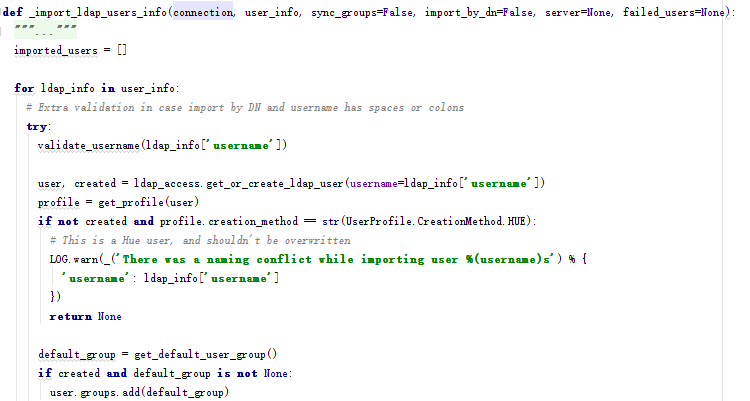 def _import_ldap_users_info(connection, user_info, sync_groups=False, import_by_dn=False, server=None, failed_users=None):
"""..."""
imported_users = []
for ldap_info in user_info:
# Extra validation in case import by DN and username has spaces or colons
try:
validate_username(ldap_info['username'])
user, created = ldap_access.get_or_create_ldap_user(username=ldap_info['username'])
profile = get_profile(user)
if not created and profile.creation_method == str(UserProfile.CreationMethod.HUE):
# This is a Hue user, and shouldn't be overwritten
LOG.warn(_('There was a naming conflict while importing user %(username)s') % {
'username': ldap_info['username']
})
return None
default_group = get_default_user_group()
if created and default_group is not None:
user.groups.add(default_group)